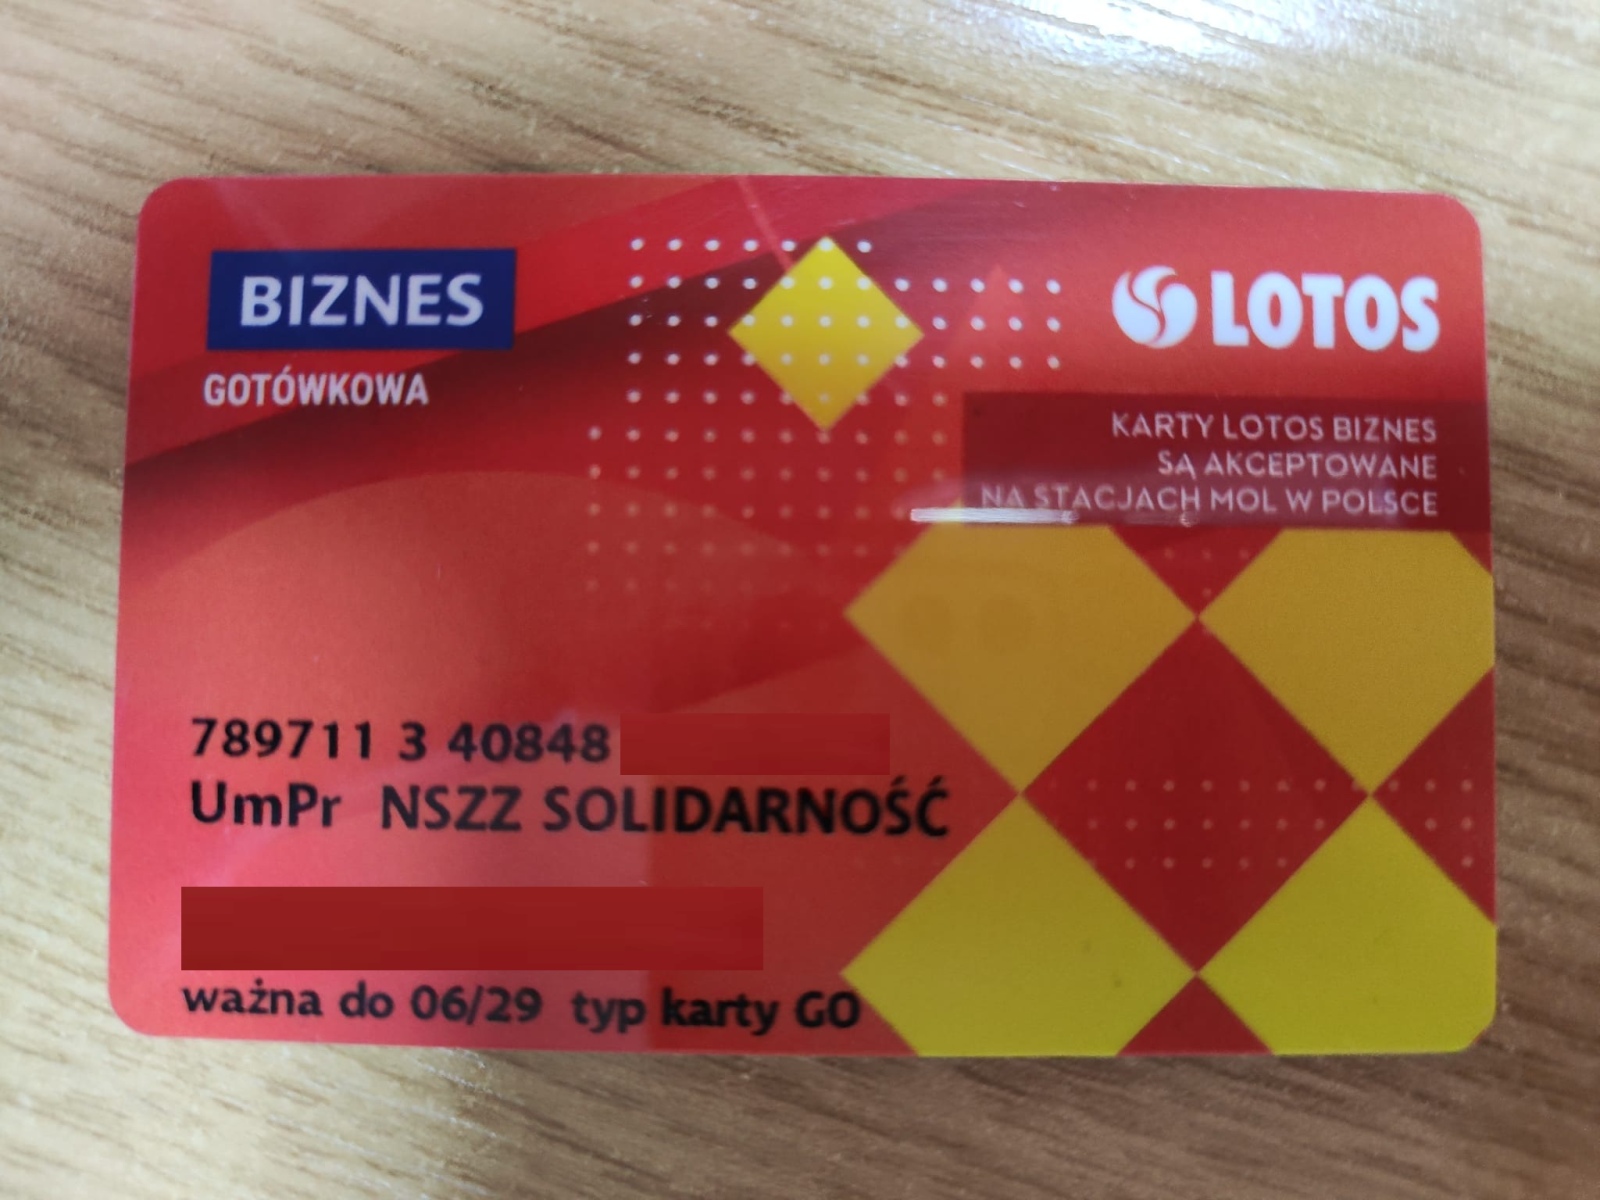 BIZNES
GOTÓWKOWA
LOTOS
KARTY LOTOS BIZNES
SĄ AKCEPTOWANE
NA STACJACH MOL W POLSCE
789711 3 40848
UmPr NSZZ SOLIDARNOŚĆ
ważna do 06/29 typ karty GO